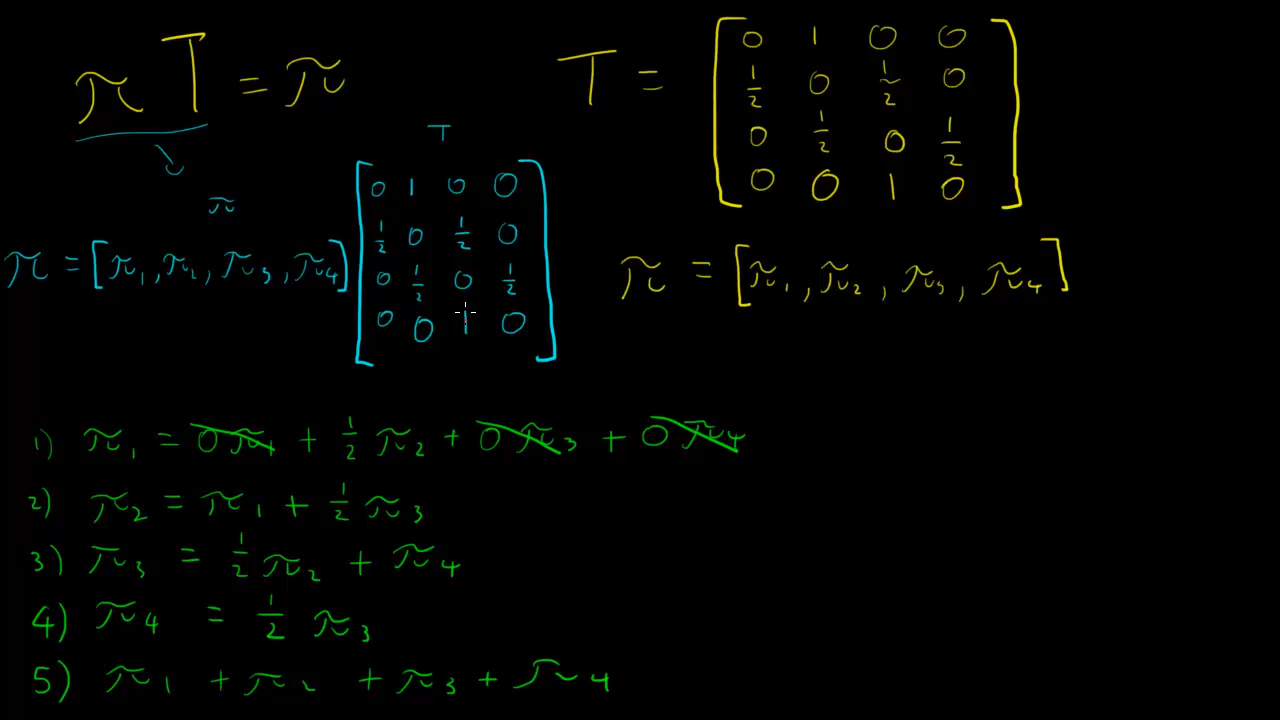 π T = π
T = [0 1 0 0
1/2 0 1/2 0
0 1/2 0 1/2
0 0 1 0]
π T
π = [π₁, π₂, π₃, π₄] [0 1 0 0
1/2 0 1/2 0
0 1/2 0 1/2
0 0 1 0]
π = [π₁, π₂, π₃, π₄]
1) π₁ = 0π₁ + 1/2 π₂ + 0π₃ + 0π₄
2) π₂ = π₁ + 1/2 π₃
3) π₃ = 1/2 π₂ + π₄
4) π₄ = 1/2 π₃
5) π₁ + π₂ + π₃ + π₄